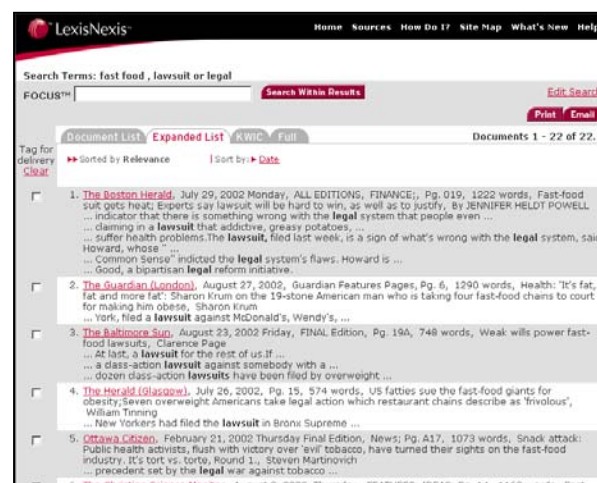 LexisNexis™
Home Sources How Do I? Site Map What's New Help
Search Terms: fast food , lawsuit or legal
FOCUS™
Search Within Results
Edit Search
Print Email
Document List Expanded List KWIC Full
Documents 1 - 22 of 22.
Tag for
delivery
Clear
Sorted by Relevance | Sort by: Date
1. The Boston Herald, July 29, 2002 Monday, ALL EDITIONS, FINANCE;, Pg. 019, 1222 words, Fast-food
suit gets heat; Experts say lawsuit will be hard to win, as well as to justify, By JENNIFER HELDT POWELL
... indicator that there is something wrong with the legal system that people even ...
... claiming in a lawsuit that addictive, greasy potatoes, ...
... suffer health problems.The lawsuit, filed last week, is a sign of what's wrong with the legal system, said
Howard, whose " ...
... Common Sense" indicted the legal system's flaws. Howard is ...
... Good, a bipartisan legal reform initiative.
2. The Guardian (London), August 27, 2002, Guardian Features Pages, Pg. 6, 1290 words, Health: 'It's fat,
fat and more fat': Sharon Krum on the 19-stone American man who is taking four fast-food chains to court
for making him obese, Sharon Krum
... York, filed a lawsuit against McDonald's, Wendy's, ...
3. The Baltimore Sun, August 23, 2002 Friday, FINAL Edition, Pg. 19A, 748 words, Weak wills power fast-
food lawsuits, Clarence Page
... At last, a lawsuit for the rest of us.If ...
... a class-action lawsuit against somebody with a ...
... dozen class-action lawsuits have been filed by overweight ...
4. The Herald (Glasgow), July 26, 2002, Pg. 15, 574 words, US fatties sue the fast-food giants for
obesity;Seven overweight Americans take legal action which restaurant chains describe as 'frivolous',
William Tinning
... New Yorkers had filed the lawsuit in Bronx Supreme ...
5. Ottawa Citizen, February 21, 2002 Thursday Final Edition, News; Pg. A17, 1073 words, Snack attack:
Public health activists, flush with victory over 'evil' tobacco, have turned their sights on the fast-food
industry. It's tort vs. torte, Round 1., Steven Martinovich
... precedent set by the legal war against tobacco ...